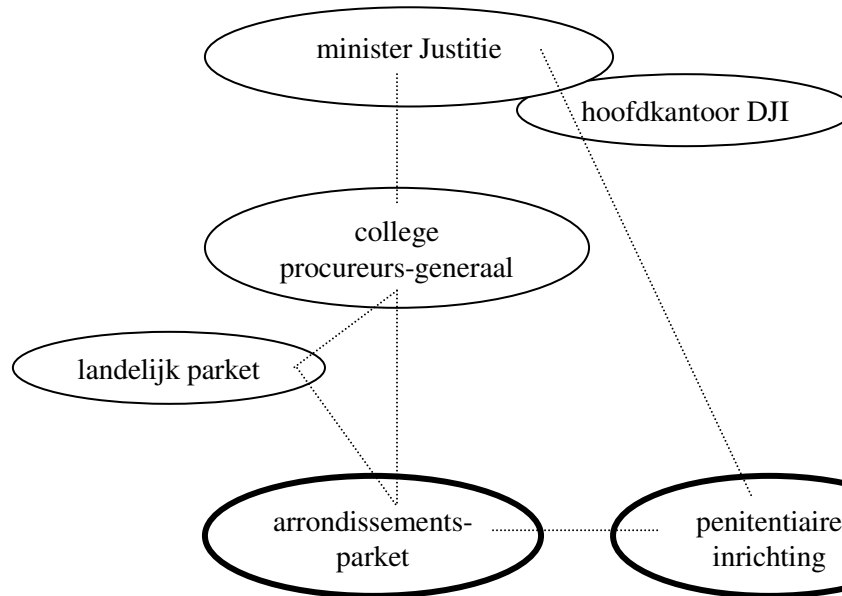 minister Justitie
hoofdkantoor DJI
college
procureurs-generaal
landelijk parket
arrondissements-
parket
penitentiaire
inrichting